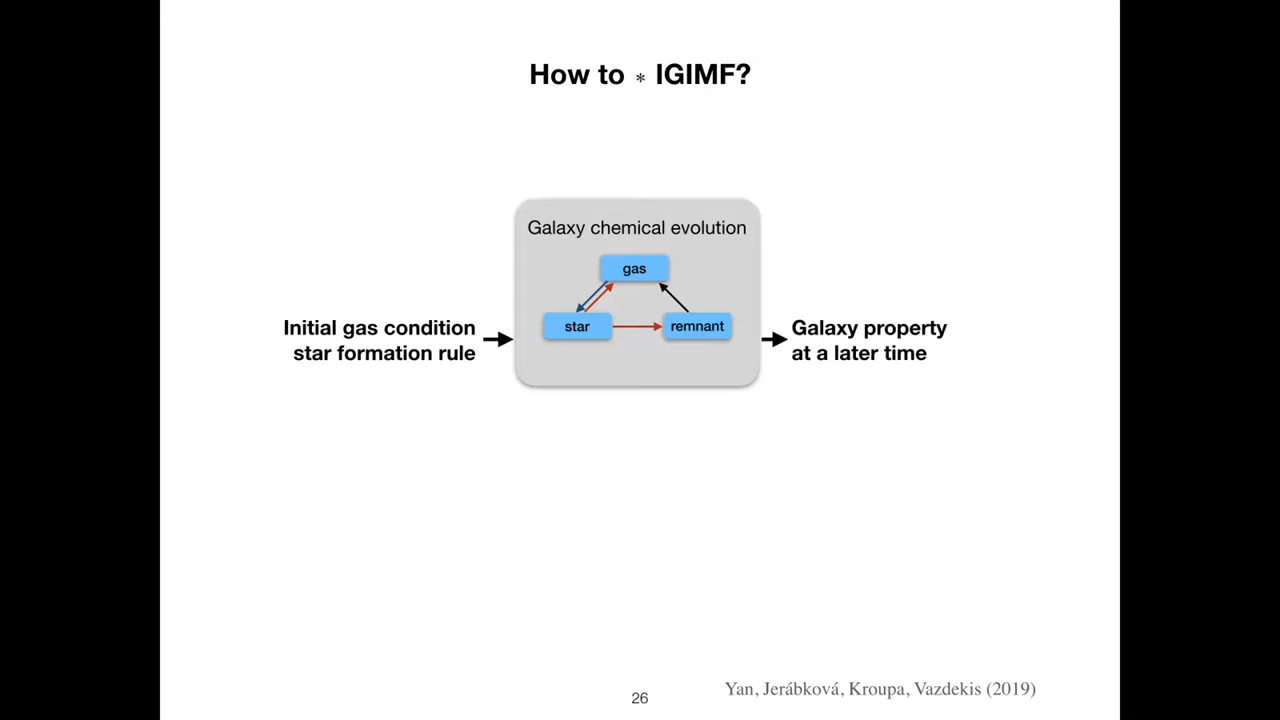 How to * IGIMF?
Galaxy chemical evolution
gas
star
remnant
Initial gas condition
star formation rule
Galaxy property
at a later time
26
Yan, Jerábková, Kroupa, Vazdekis (2019)